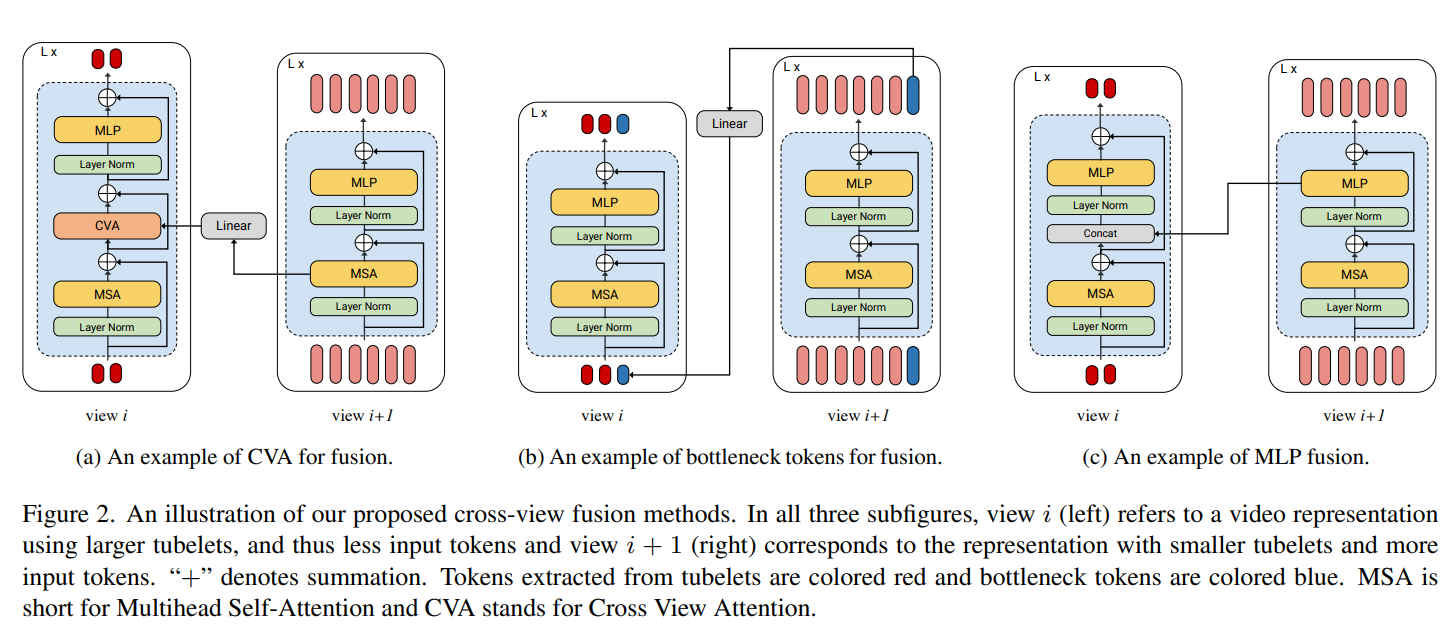 L x
MLP
Layer Norm
CVA
MSA
Layer Norm
Linear
L x
MLP
Layer Norm
MSA
Layer Norm
view i
view i+1
(a) An example of CVA for fusion.
L x
MLP
Layer Norm
MSA
Layer Norm
Linear
L x
MLP
Layer Norm
MSA
Layer Norm
view i
view i+1
(b) An example of bottleneck tokens for fusion.
L x
MLP
Layer Norm
Concat
MSA
Layer Norm
L x
MLP
Layer Norm
MSA
Layer Norm
view i
view i+1
(c) An example of MLP fusion.
Figure 2. An illustration of our proposed cross-view fusion methods. In all three subfigures, view i (left) refers to a video representation
using larger tubelets, and thus less input tokens and view i + 1 (right) corresponds to the representation with smaller tubelets and more
input tokens. “+” denotes summation. Tokens extracted from tubelets are colored red and bottleneck tokens are colored blue. MSA is
short for Multihead Self-Attention and CVA stands for Cross View Attention.